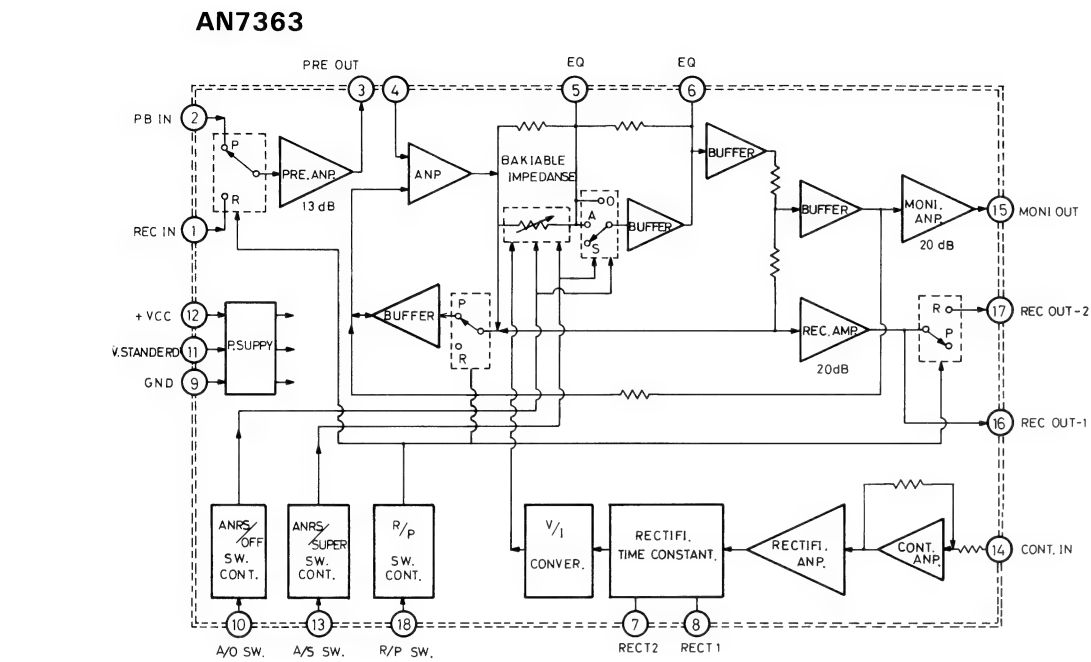 AN7363
PRE OUT
EQ
EQ
3
4
5
6
PB IN
2
P
R
PRE. ANP.
13 dB
ANP
BAKIABLE
IMPEDANSE
O
A
S
BUFFER
BUFFER
BUFFER
MONI.
ANP.
20 dB
15
MONI OUT
REC IN
1
+VCC
12
V.STANDERD
11
GND
9
P.SUPPY
BUFFER
P
R
REC. AMP.
20dB
R
P
17
REC OUT-2
16
REC OUT-1
ANRS/OFF
SW.
CONT.
ANRS/SUPER
SW.
CONT.
R/P
SW.
CONT.
V/I
CONVER.
RECTIFI.
TIME CONSTANT.
RECTIFI.
ANP.
CONT.
ANP.
14
CONT. IN
10
13
18
7
8
A/O SW.
A/S SW.
R/P SW.
RECT2
RECT1